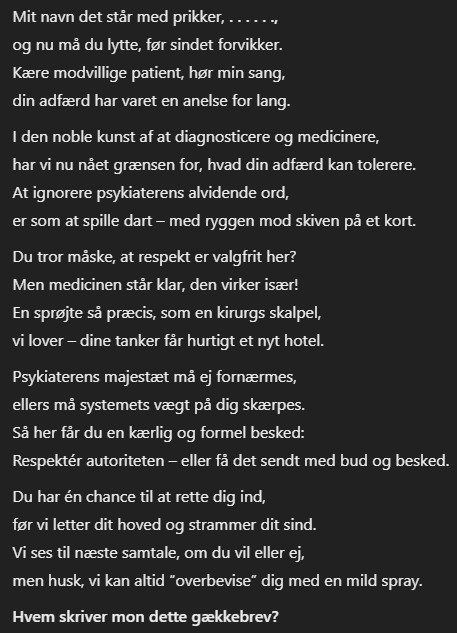 Mit navn det står med prikker, . . . . . .,
og nu må du lytte, før sindet forvikker.
Kære modvillige patient, hør min sang,
din adfærd har varet en anelse for lang.
I den noble kunst af at diagnosticere og medicinere,
har vi nu nået grænsen for, hvad din adfærd kan tolerere.
At ignorere psykiaterens alvidende ord,
er som at spille dart – med ryggen mod skiven på et kort.
Du tror måske, at respekt er valgfrit her?
Men medicinen står klar, den virker især!
En sprøjte så præcis, som en kirurgs skalpel,
vi lover – dine tanker får hurtigt et nyt hotel.
Psykiaterens majestæt må ej fornærmes,
ellers må systemets vægt på dig skærpes.
Så her får du en kærlig og formel besked:
Respektér autoriteten – eller få det sendt med bud og besked.
Du har én chance til at rette dig ind,
før vi letter dit hoved og strammer dit sind.
Vi ses til næste samtale, om du vil eller ej,
men husk, vi kan altid “overbevise” dig med en mild spray.
Hvem skriver mon dette gækkebrev?